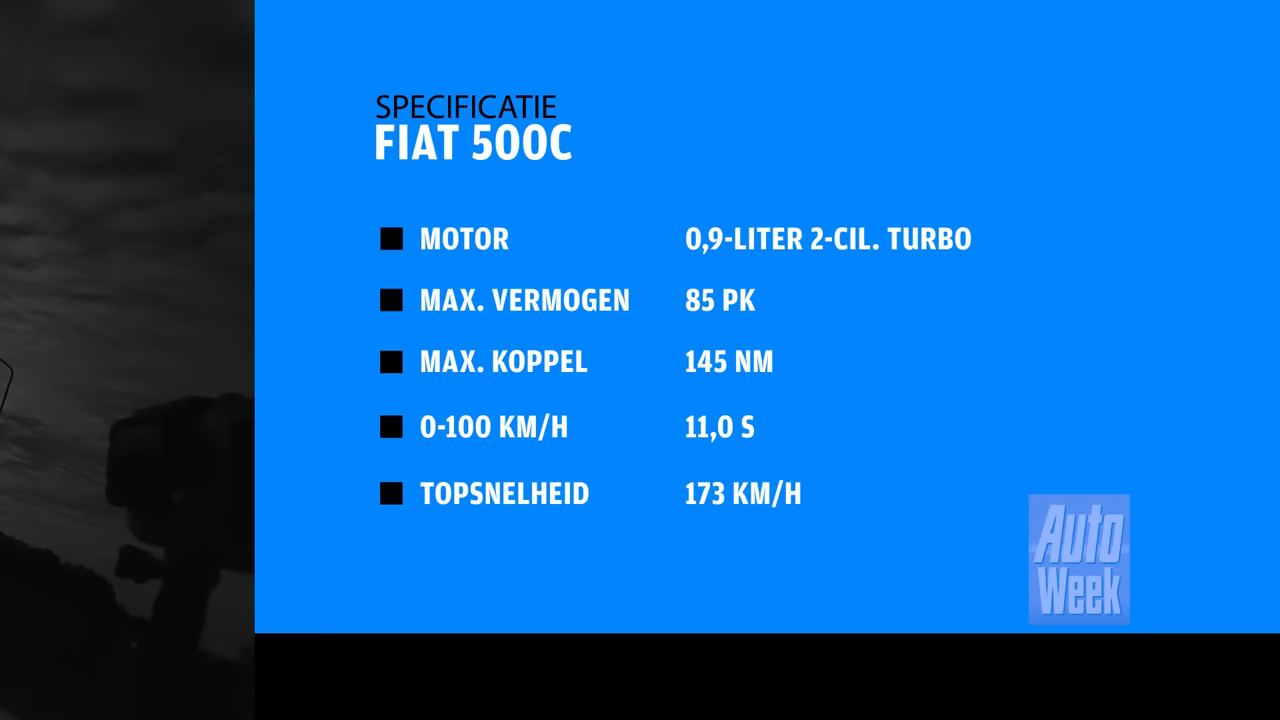 SPECIFICATIE
FIAT 500C
MOTOR 0,9-LITER 2-CIL. TURBO
MAX. VERMOGEN 85 PK
MAX. KOPPEL 145 NM
0-100 KM/H 11,0 S
TOPSNELHEID 173 KM/H
Auto
Week